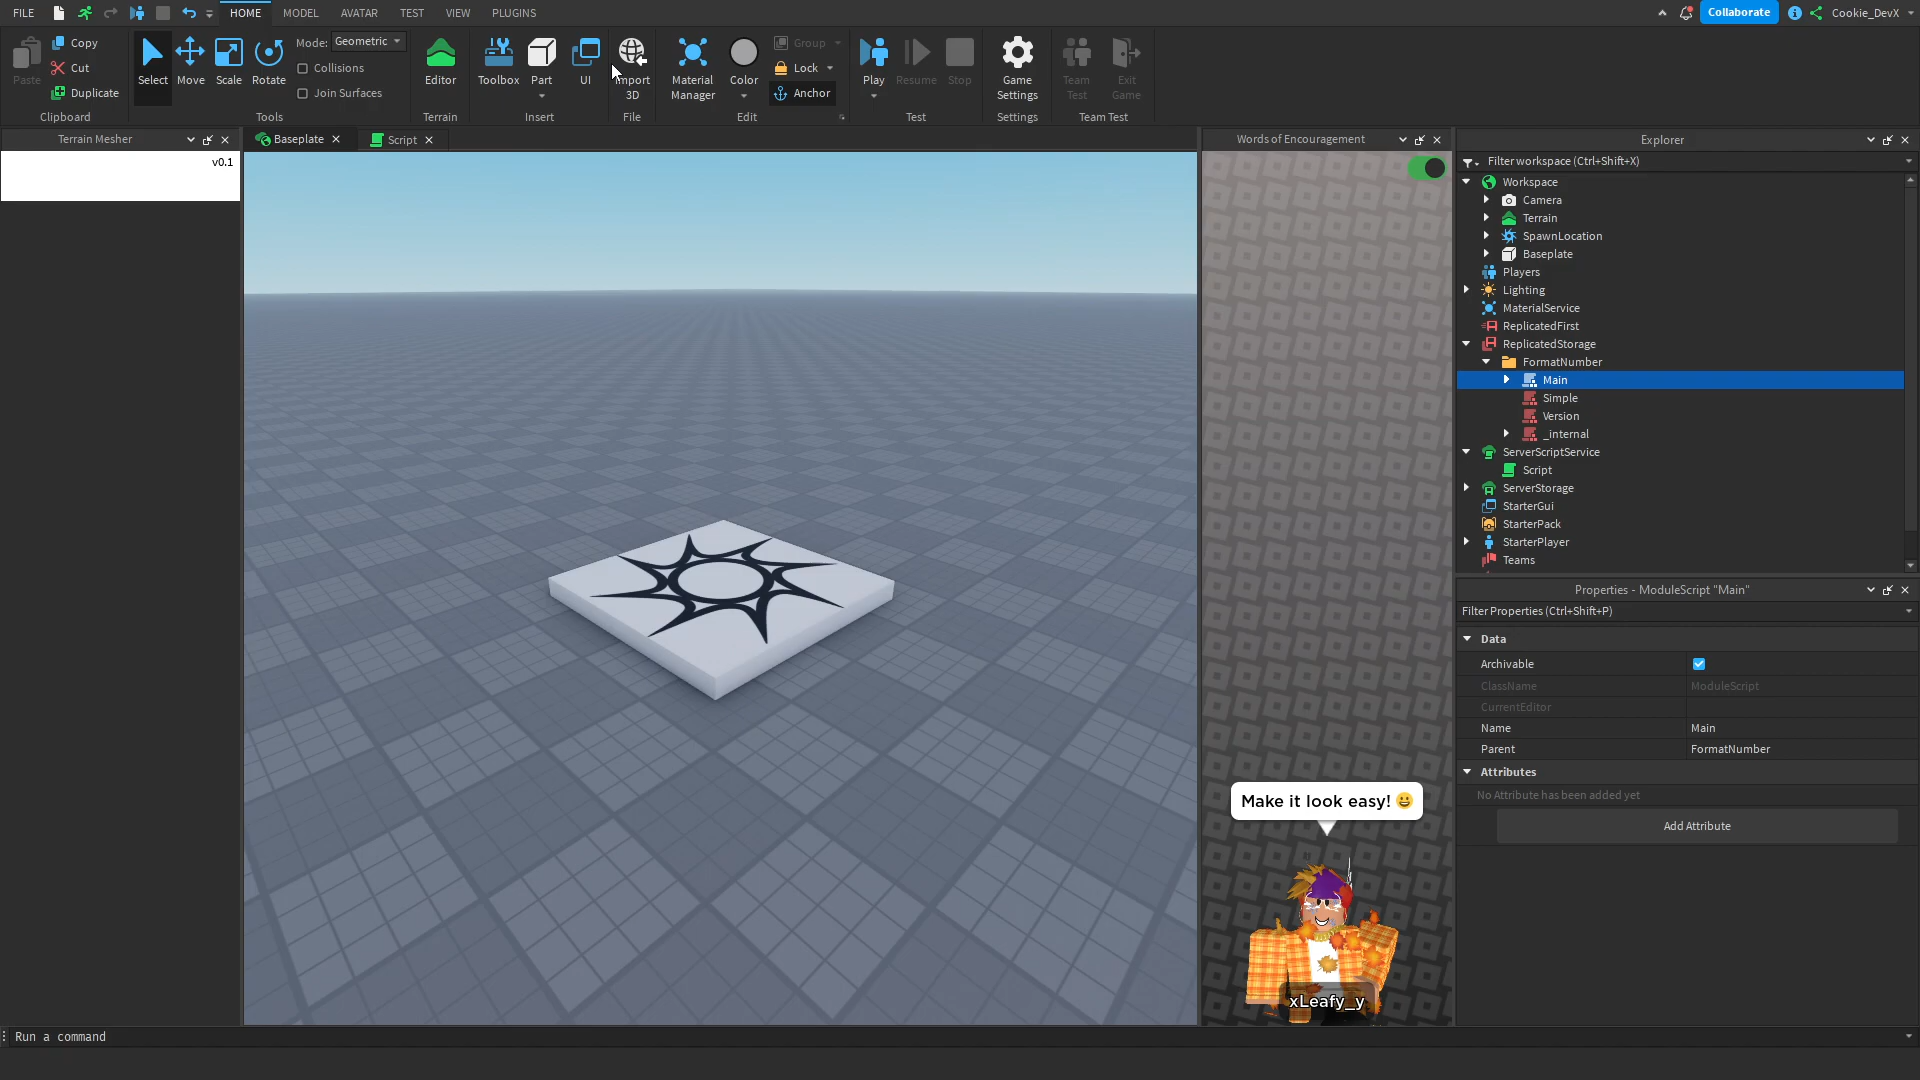 FILE HOME MODEL AVATAR TEST VIEW PLUGINS Collaborate Cookie_DevX
Paste Copy Cut Duplicate
Clipboard
Select Move Scale Rotate Mode: Geometric
Collisions
Join Surfaces
Tools
Editor
Terrain
Toolbox Part UI
Insert
Import
3D
File
Material
Manager
Color
Group
Lock
Anchor
Edit
Play Resume Stop
Test
Game
Settings
Settings
Team
Test
Exit
Game
Team Test
Terrain Mesher
v0.1
Baseplate Script
Words of Encouragement
Make it look easy! 😀
xLeafy_y
Explorer
Filter workspace (Ctrl+Shift+X)
Workspace
Camera
Terrain
SpawnLocation
Baseplate
Players
Lighting
MaterialService
ReplicatedFirst
ReplicatedStorage
FormatNumber
Main
Simple
Version
_internal
ServerScriptService
Script
ServerStorage
StarterGui
StarterPack
StarterPlayer
Teams
Properties - ModuleScript "Main"
Filter Properties (Ctrl+Shift+P)
Data
Archivable
ClassName ModuleScript
CurrentEditor
Name Main
Parent FormatNumber
Attributes
No Attribute has been added yet
Add Attribute
Run a command